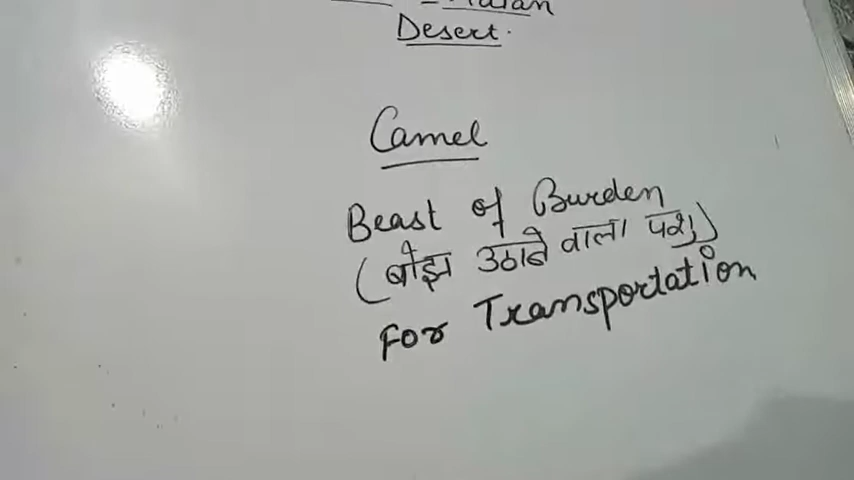 Desert.
Camel
Beast of Burden
(बोझ उठाने वाला पशु)
For Transportation